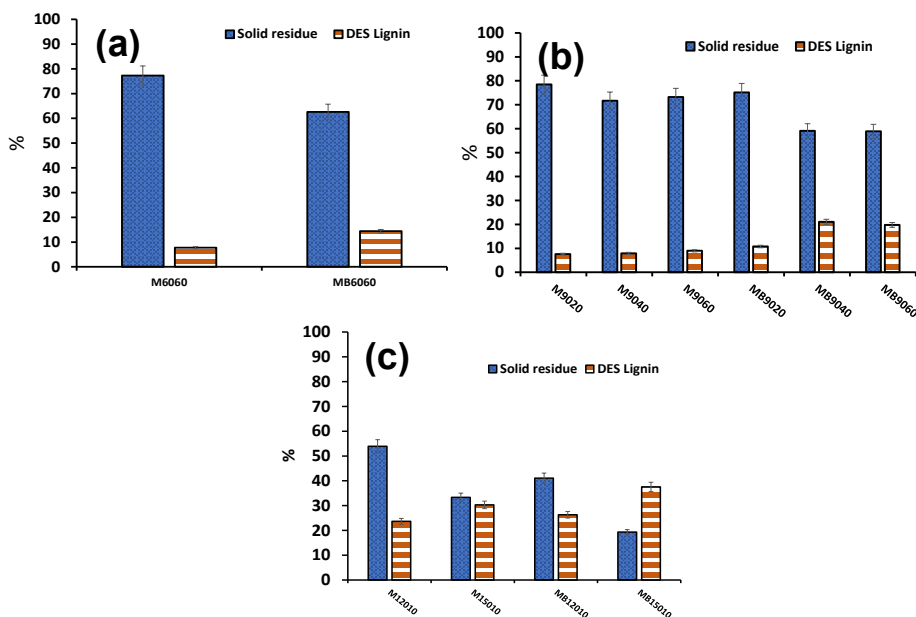 (a)
Solid residue
DES Lignin
100
90
80
70
60
50
40
30
20
10
0
%
M6060
MB6060
(b)
Solid residue
DES Lignin
100
90
80
70
60
50
40
30
20
10
0
%
M9020
M9040
M9060
MB9020
MB9040
MB9060
(c)
Solid residue
DES Lignin
100
90
80
70
60
50
40
30
20
10
0
%
M12010
M15010
MB12010
MB15010